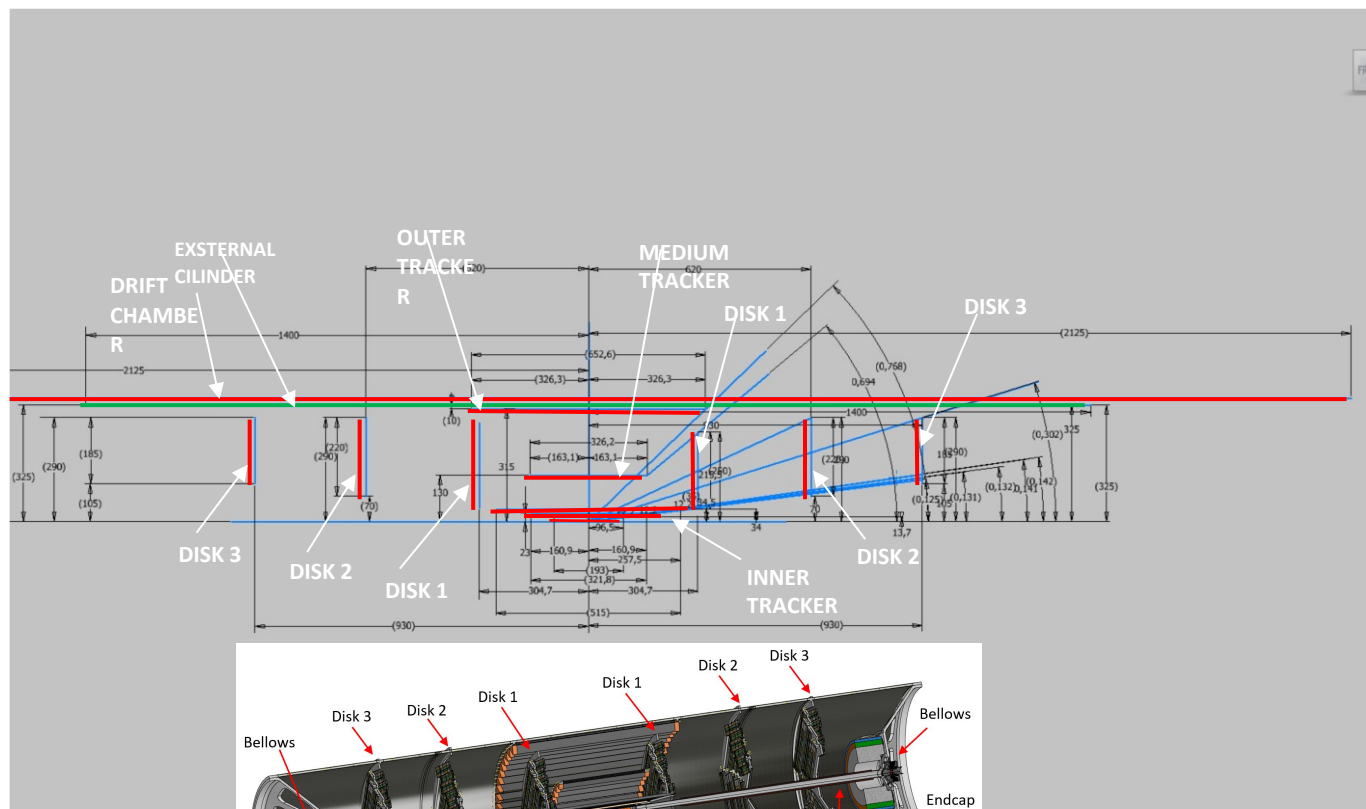 FR
OUTER
TRACKE
R
EXSTERNAL
CILINDER
MEDIUM
TRACKER
620
DRIFT
CHAMBE
R
DISK 1
DISK 3
1400
(2125)
2125
(652,6)
(326,3)
326,3
(0,768)
0,694
1400
(10)
325
(0,302)
326,2
(163,1)
163,1
(220)
(290)
(185)
(290)
(325)
315
130
(290)
(325)
(105)
(70)
70
105
(0,125)
(0,131)
(0,132)
0,141
(0,142)
34
13,7
96,5
23
160,9
160,9
257,5
(193)
(321,8)
304,7
304,7
(515)
(930)
(930)
DISK 3
DISK 2
DISK 1
INNER
TRACKER
DISK 2
Disk 3
Disk 2
Disk 1
Disk 1
Disk 2
Disk 3
Bellows
Bellows
Endcap